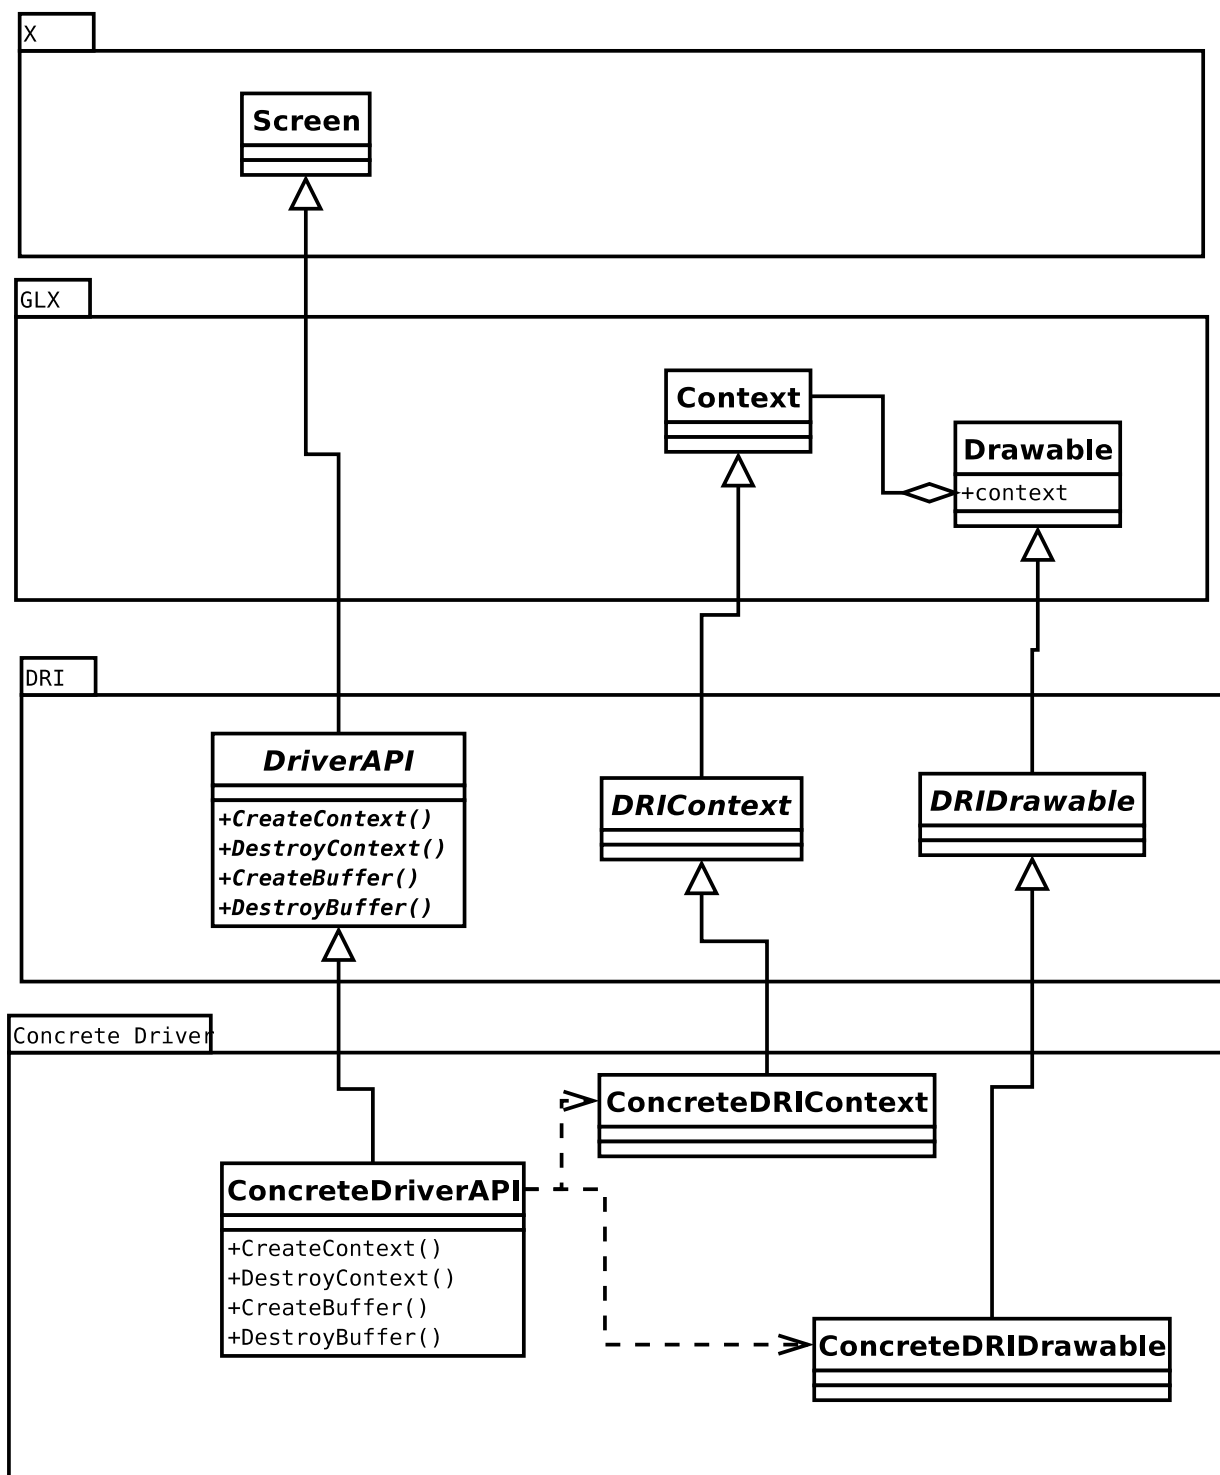 X
Screen
GLX
Context
Drawable
+context
DRI
DriverAPI
+CreateContext()
+DestroyContext()
+CreateBuffer()
+DestroyBuffer()
DRIContext
DRIDrawable
Concrete Driver
ConcreteDRIContext
ConcreteDriverAPI
+CreateContext()
+DestroyContext()
+CreateBuffer()
+DestroyBuffer()
ConcreteDRIDrawable